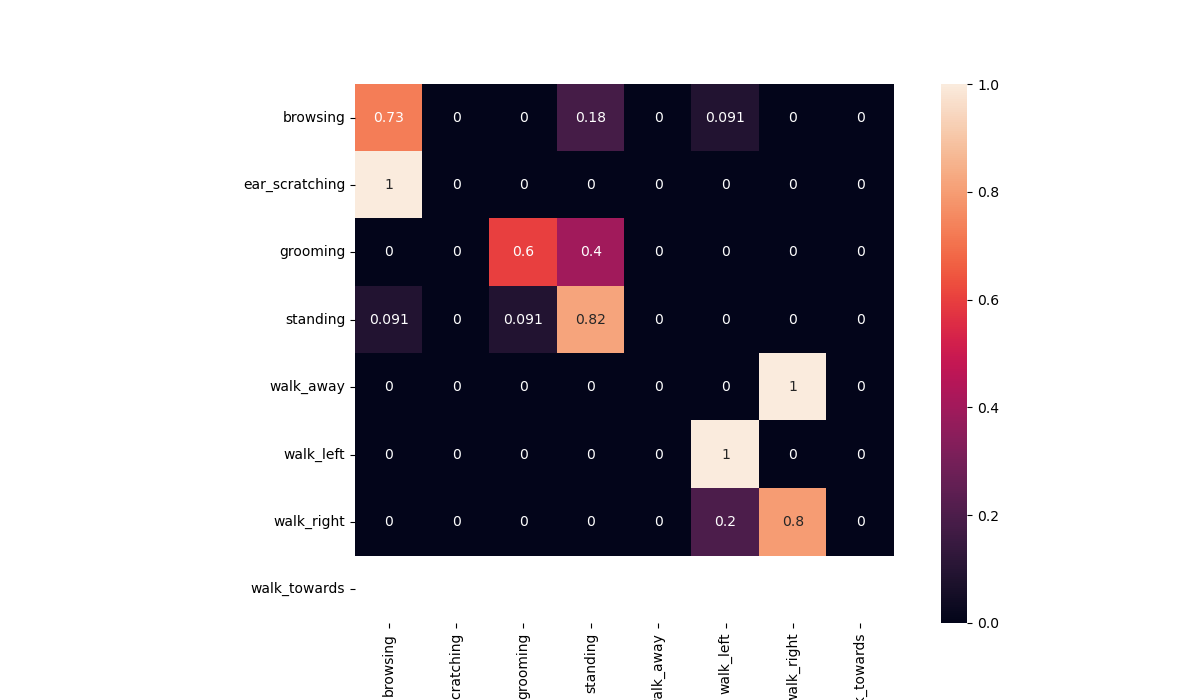 browsing 0.73 0 0 0.18 0 0.091 0 0
ear_scratching 1 0 0 0 0 0 0 0
grooming 0 0 0.6 0.4 0 0 0 0
standing 0.091 0 0.091 0.82 0 0 0 0
walk_away 0 0 0 0 0 0 1 0
walk_left 0 0 0 0 0 1 0 0
walk_right 0 0 0 0 0 0.2 0.8 0
walk_towards
browsing
cratching
grooming
standing
alk_away
walk_left
walk_right
_towards
1.0
0.8
0.6
0.4
0.2
0.0